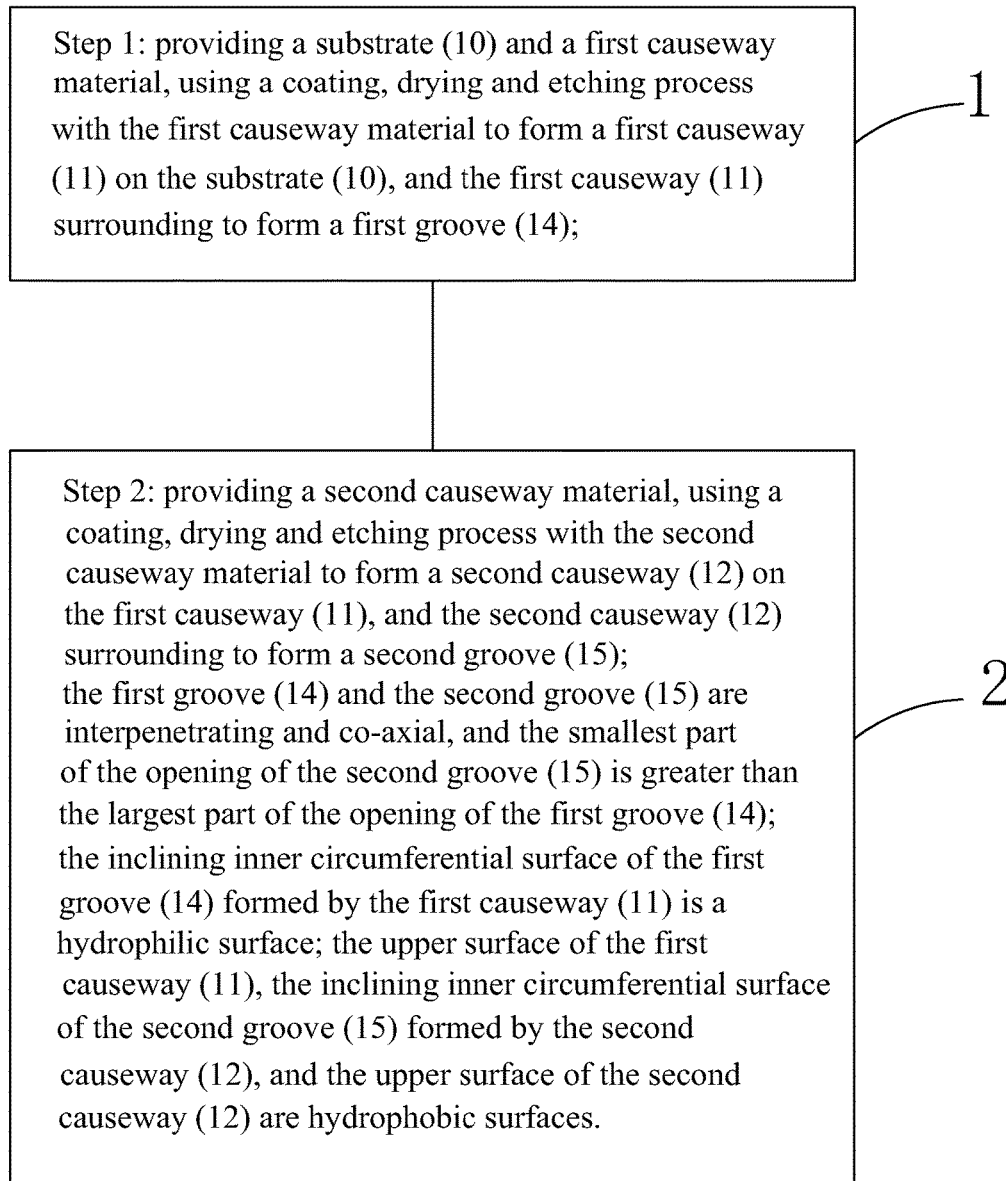 Step 1: providing a substrate (10) and a first causeway
material, using a coating, drying and etching process
with the first causeway material to form a first causeway
(11) on the substrate (10), and the first causeway (11)
surrounding to form a first groove (14);
1
Step 2: providing a second causeway material, using a
coating, drying and etching process with the second
causeway material to form a second causeway (12) on
the first causeway (11), and the second causeway (12)
surrounding to form a second groove (15);
the first groove (14) and the second groove (15) are
interpenetrating and co-axial, and the smallest part
of the opening of the second groove (15) is greater than
the largest part of the opening of the first groove (14);
the inclining inner circumferential surface of the first
groove (14) formed by the first causeway (11) is a
hydrophilic surface; the upper surface of the first
causeway (11), the inclining inner circumferential surface
of the second groove (15) formed by the second
causeway (12), and the upper surface of the second
causeway (12) are hydrophobic surfaces.
2